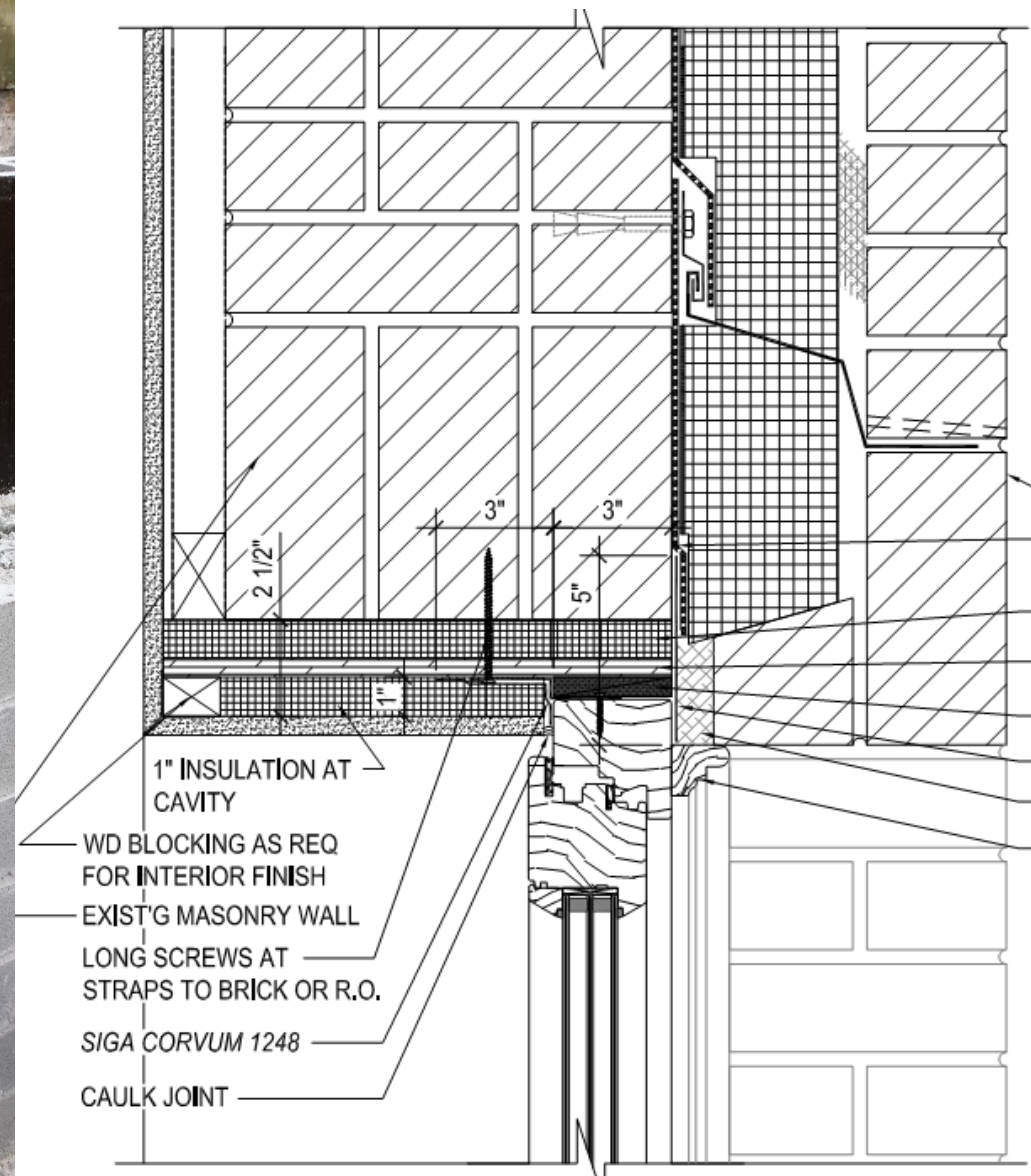 3"
3"
2 1/2"
5"
1"
1" INSULATION AT
CAVITY
WD BLOCKING AS REQ
FOR INTERIOR FINISH
EXIST'G MASONRY WALL
LONG SCREWS AT
STRAPS TO BRICK OR R.O.
SIGA CORVUM 1248
CAULK JOINT